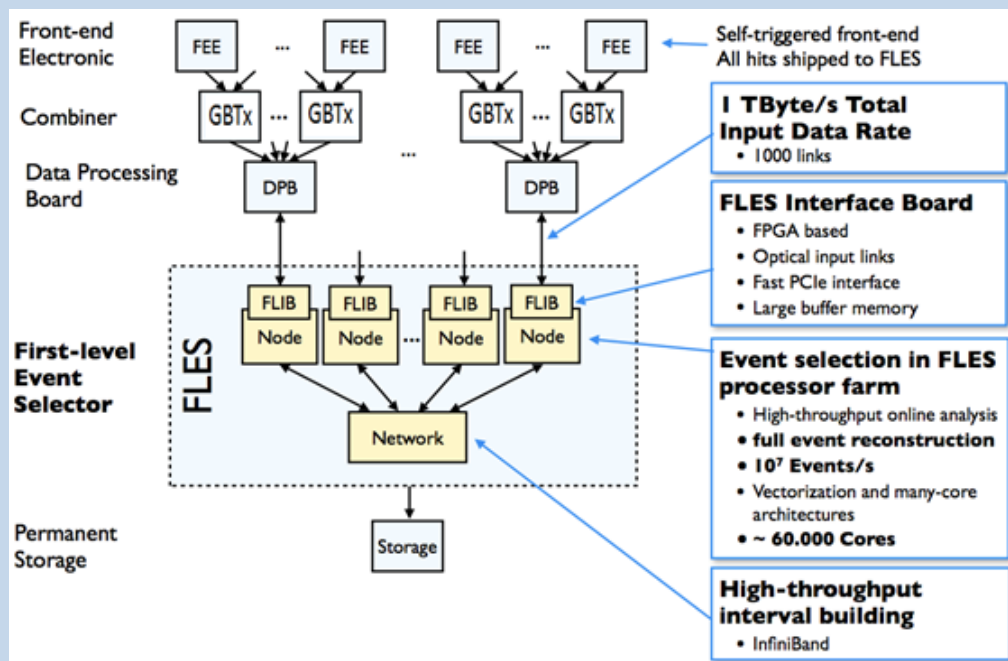 Front-end
Electronic
FEE ... FEE
FEE ... FEE
Self-triggered front-end
All hits shipped to FLES
Combiner
GBTx ... GBTx
GBTx ... GBTx
...
Data Processing
Board
DPB
DPB
1 TByte/s Total
Input Data Rate
• 1000 links
FLES Interface Board
• FPGA based
• Optical input links
• Fast PCIe interface
• Large buffer memory
First-level
Event
Selector
FLES
FLIB FLIB FLIB FLIB
Node Node ... Node Node
Network
Event selection in FLES
processor farm
• High-throughput online analysis
• full event reconstruction
• 10⁷ Events/s
• Vectorization and many-core
architectures
• ~ 60.000 Cores
Permanent
Storage
Storage
High-throughput
interval building
• InfiniBand